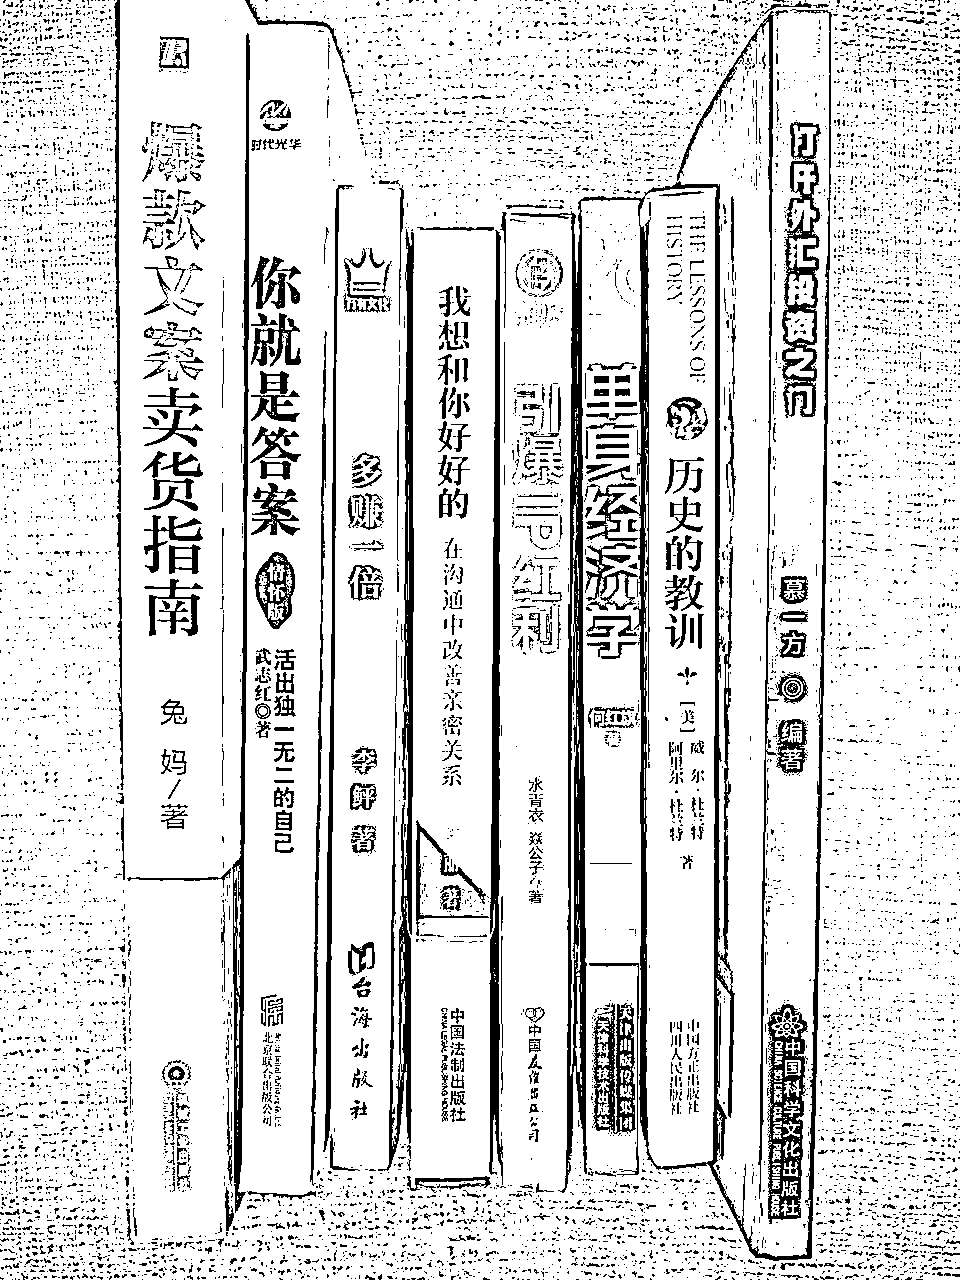 爆款文案卖货指南
兔妈/著
时代光华
你就是答案
情怀版
活出独一无二的自己
武志红◎著
北京联合出版公司
多赚一倍
李鲆 著
台海出版社
我想和你好好的
在沟通中改善亲密关系
著
中国法制出版社
引爆IP红利
水青衣 焱公子/著
中国友谊出版公司
单身经济学
著
天津出版传媒集团
天津科学技术出版社
THE LESSONS OF
HISTORY
历史的教训
[美]
威尔·杜兰特
阿里尔·杜兰特
著
中国方正出版社
四川人民出版社
打开外汇投资之门
慕一方 ◎ 编著
中国科学文化出版社